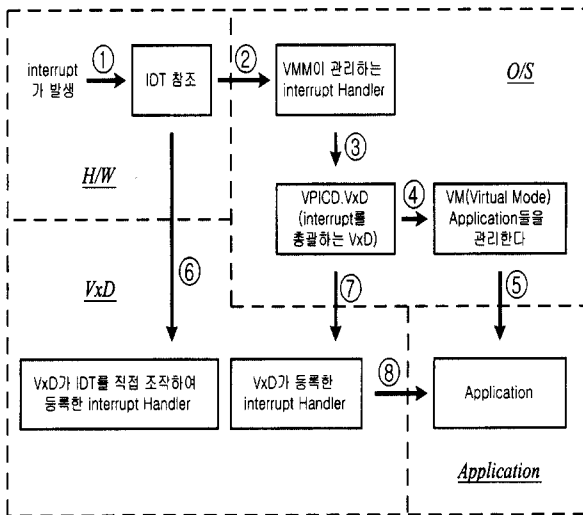 interrupt
가 발생
①
IDT 참조
②
VMM이 관리하는
interrupt Handler
O/S
③
H/W
VPICD.VxD
(interrupt를
총괄하는 VxD)
④
VM(Virtual Mode)
Application들을
관리한다
⑥
VxD
⑦
⑤
VxD가 IDT를 직접 조작하여
등록한 interrupt Handler
VxD가 등록한
interrupt Handler
⑧
Application
Application